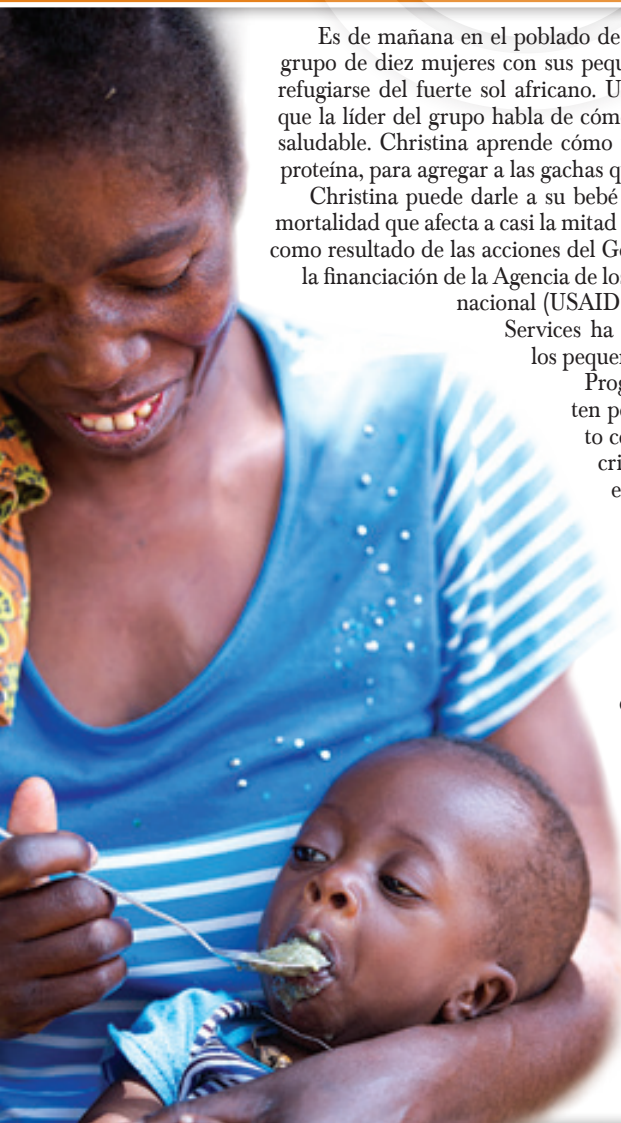 Es de mañana en el poblado de
grupo de diez mujeres con sus pequ
refugiarse del fuerte sol africano. U
que la líder del grupo habla de cóm
saludable. Christina aprende cómo
proteína, para agregar a las gachas q
Christina puede darle a su bebé
mortalidad que afecta a casi la mitad
como resultado de las acciones del G
la financiación de la Agencia de lo
nacional (USAID
Services ha
los peque
Prog
ten p
to c
cri
e